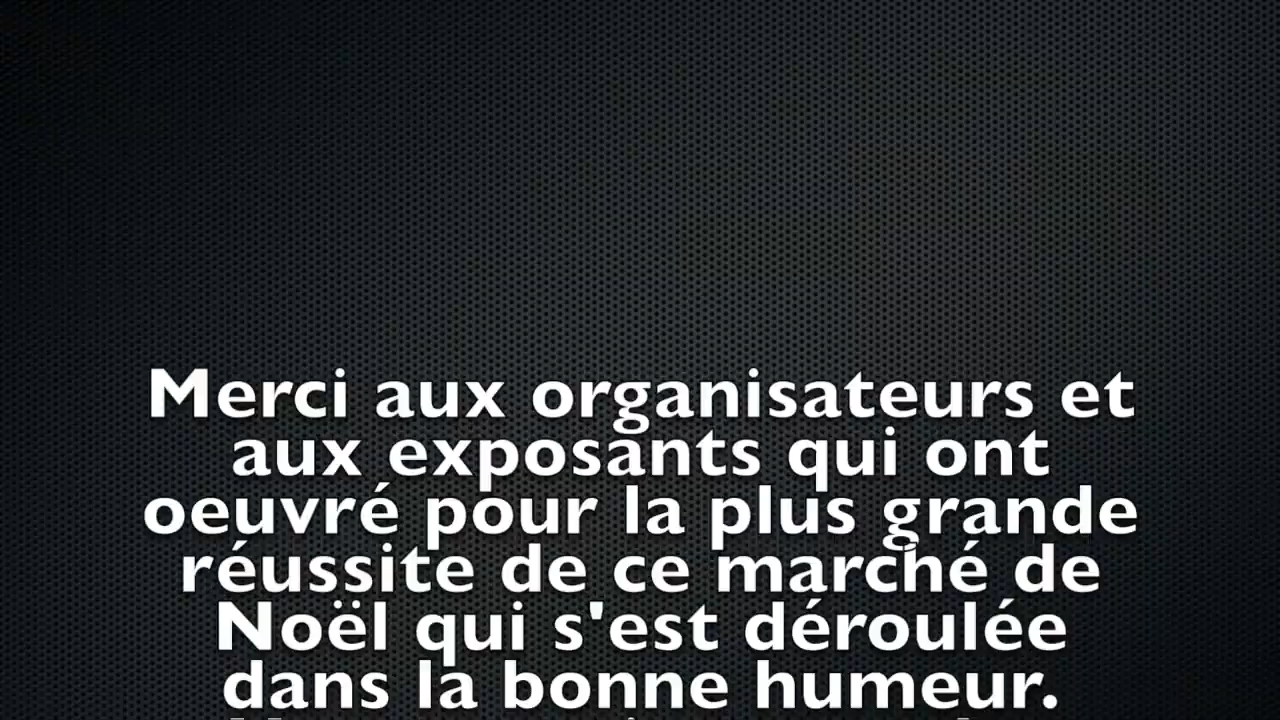 Merci aux organisateurs et
aux exposants qui ont
oeuvré pour la plus grande
réussite de ce marché de
Noël qui s'est déroulée
dans la bonne humeur.